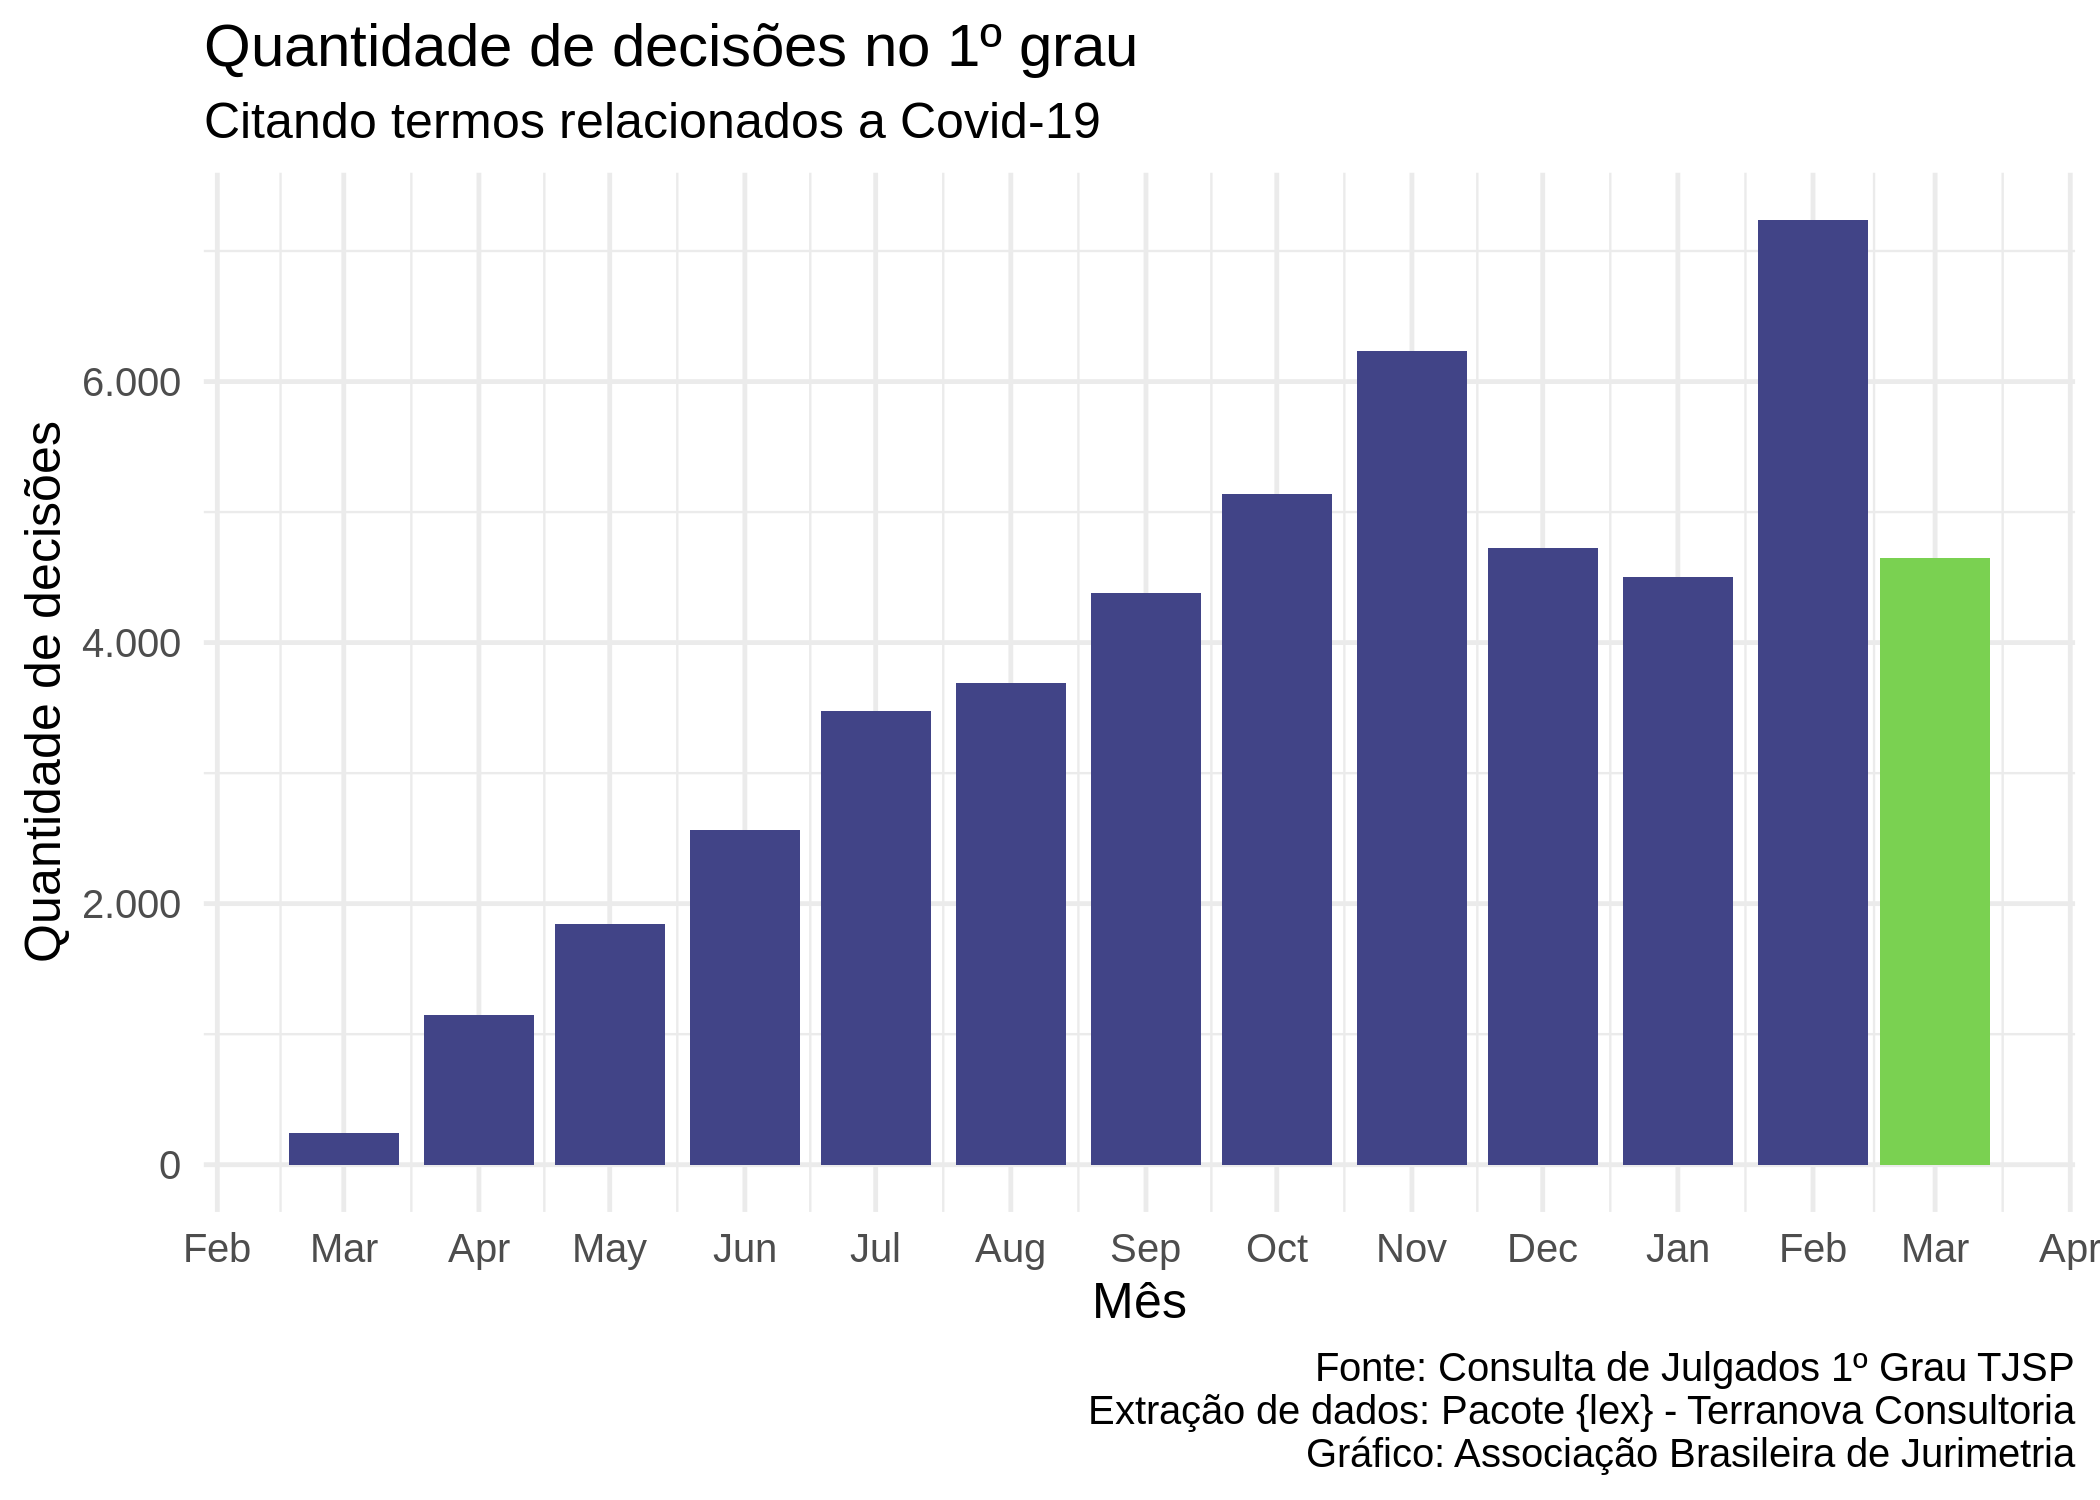 Quantidade de decisões no 1º grau
Citando termos relacionados a Covid-19
Quantidade de decisões
6.000
4.000
2.000
0
Feb Mar Apr May Jun Jul Aug Sep Oct Nov Dec Jan Feb Mar Apr
Mês
Fonte: Consulta de Julgados 1º Grau TJSP
Extração de dados: Pacote {lex} - Terranova Consultoria
Gráfico: Associação Brasileira de Jurimetria